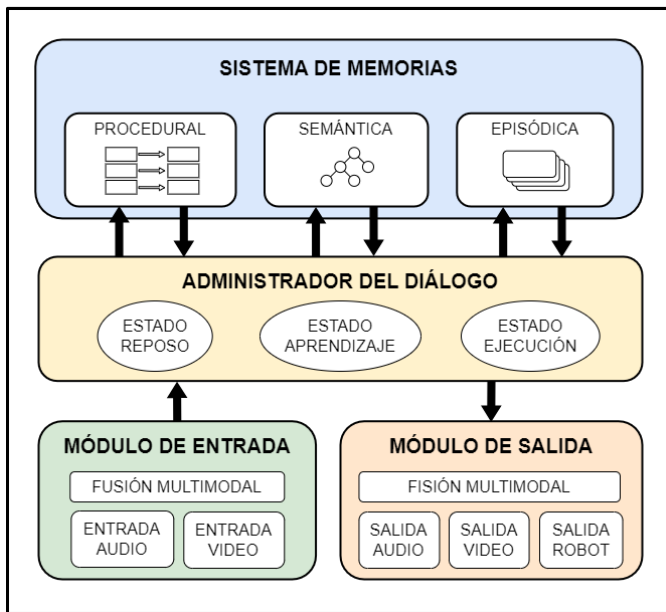 SISTEMA DE MEMORIAS
PROCEDURAL
SEMÁNTICA
EPISÓDICA
ADMINISTRADOR DEL DIÁLOGO
ESTADO
REPOSO
ESTADO
APRENDIZAJE
ESTADO
EJECUCIÓN
MÓDULO DE ENTRADA
FUSIÓN MULTIMODAL
ENTRADA
AUDIO
ENTRADA
VIDEO
MÓDULO DE SALIDA
FISIÓN MULTIMODAL
SALIDA
AUDIO
SALIDA
VIDEO
SALIDA
ROBOT